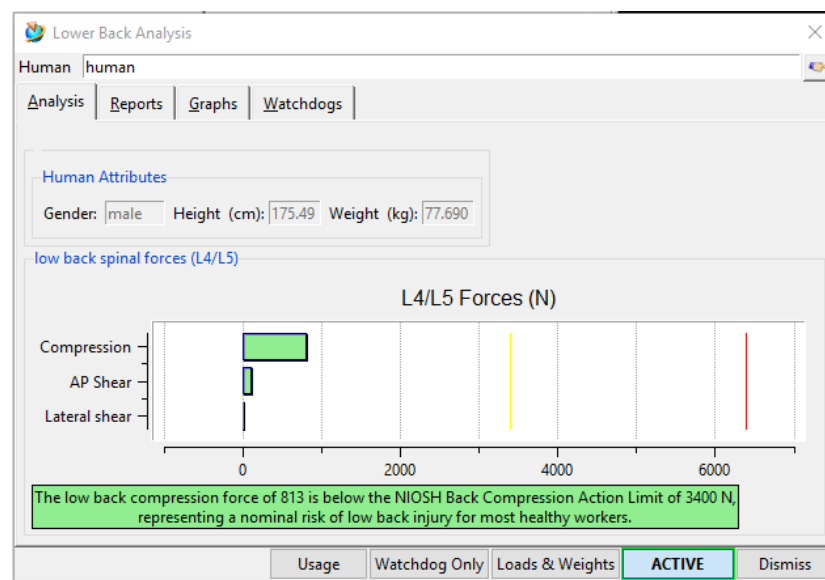 Lower Back Analysis
Human human
Analysis Reports Graphs Watchdogs
Human Attributes
Gender: male Height (cm): 175.49 Weight (kg): 77.690
low back spinal forces (L4/L5)
L4/L5 Forces (N)
Compression
AP Shear
Lateral shear
0 2000 4000 6000
The low back compression force of 813 is below the NIOSH Back Compression Action Limit of 3400 N,
representing a nominal risk of low back injury for most healthy workers.
Usage Watchdog Only Loads & Weights ACTIVE Dismiss